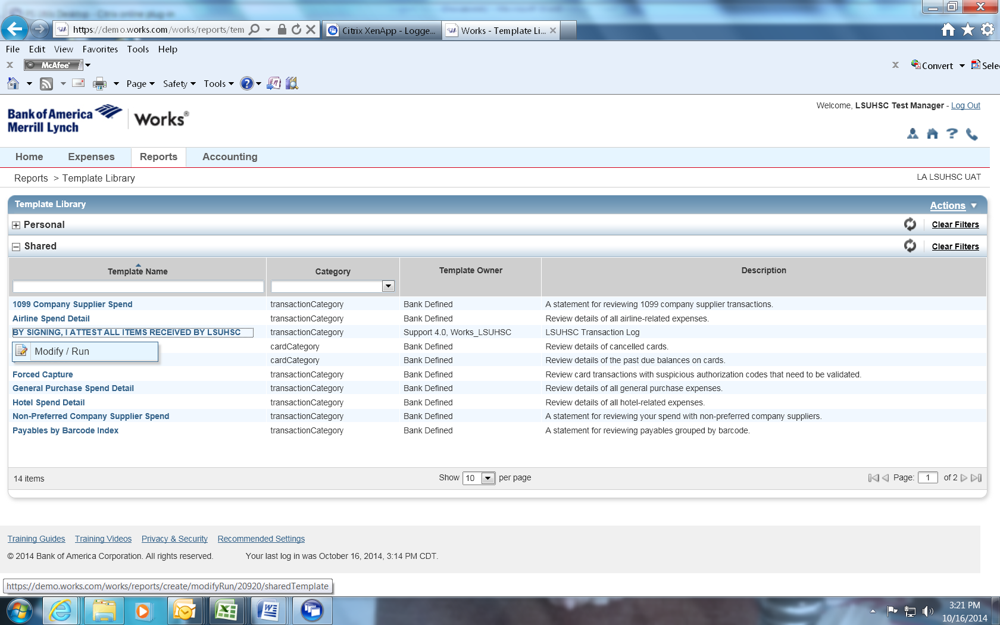 https://demo.works.com/works/reports/tem
Citrix XenApp - Logge...
Works - Template Li...
File Edit View Favorites Tools Help
McAfee
Convert
Sele
Page Safety Tools
Bank of America
Merrill Lynch
Works®
Welcome, LSUHSC Test Manager - Log Out
Home Expenses Reports Accounting
Reports > Template Library
LA LSUHSC UAT
Template Library
Actions
Personal
Clear Filters
Shared
Clear Filters
Template Name Category Template Owner Description
1099 Company Supplier Spend transactionCategory Bank Defined A statement for reviewing 1099 company supplier transactions.
Airline Spend Detail transactionCategory Bank Defined Review details of all airline-related expenses.
BY SIGNING, I ATTEST ALL ITEMS RECEIVED BY LSUHSC transactionCategory Support 4.0, Works_LSUHSC LSUHSC Transaction Log
Modify / Run
cardCategory Bank Defined Review details of cancelled cards.
cardCategory Bank Defined Review details of the past due balances on cards.
Forced Capture transactionCategory Bank Defined Review card transactions with suspicious authorization codes that need to be validated.
General Purchase Spend Detail transactionCategory Bank Defined Review details of all general purchase expenses.
Hotel Spend Detail transactionCategory Bank Defined Review details of all hotel-related expenses.
Non-Preferred Company Supplier Spend transactionCategory Bank Defined A statement for reviewing your spend with non-preferred company suppliers.
Payables by Barcode Index transactionCategory Bank Defined A statement for reviewing payables grouped by barcode.
14 items
Show 10 per page
Page: 1 of 2
Training Guides Training Videos Privacy & Security Recommended Settings
© 2014 Bank of America Corporation. All rights reserved. Your last log in was October 16, 2014, 3:14 PM CDT.
https://demo.works.com/works/reports/create/modifyRun/20920/sharedTemplate
3:21 PM
10/16/2014